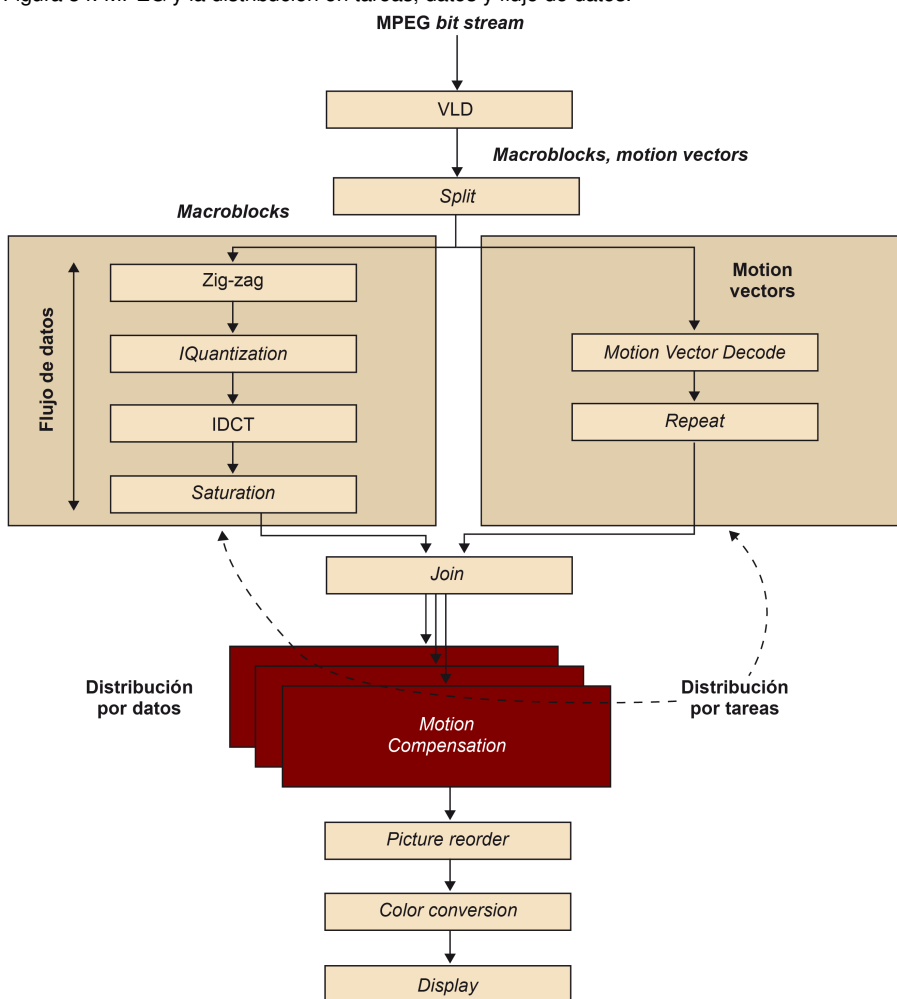 MPEG bit stream
VLD
Macroblocks, motion vectors
Split
Macroblocks
Zig-zag
IQuantization
IDCT
Saturation
Flujo de datos
Motion
vectors
Motion Vector Decode
Repeat
Join
Distribución
por datos
Motion
Compensation
Distribución
por tareas
Picture reorder
Color conversion
Display